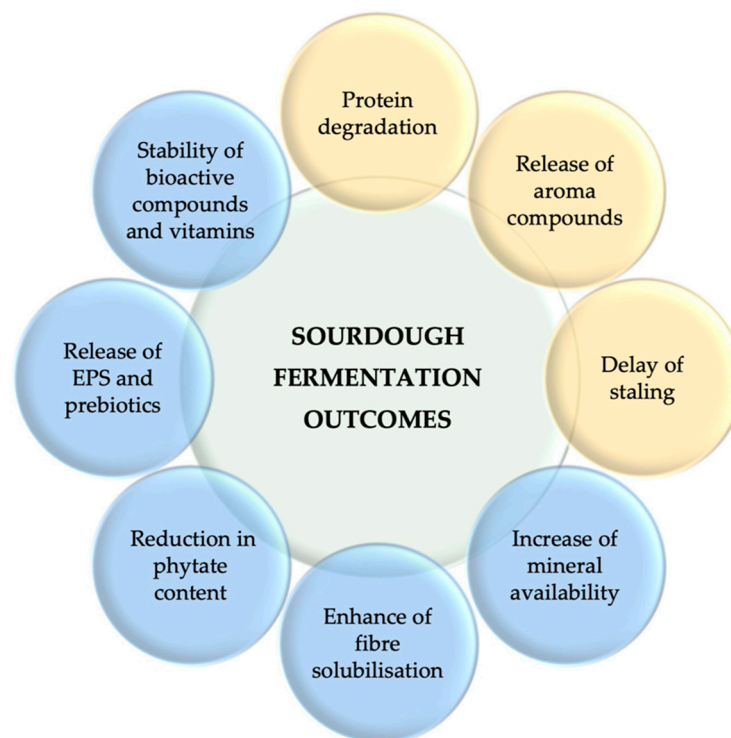 SOURDOUGH
FERMENTATION
OUTCOMES
Protein
degradation
Release of
aroma
compounds
Delay of
staling
Increase of
mineral
availability
Enhance of
fibre
solubilisation
Reduction in
phytate
content
Release of
EPS and
prebiotics
Stability of
bioactive
compounds
and vitamins